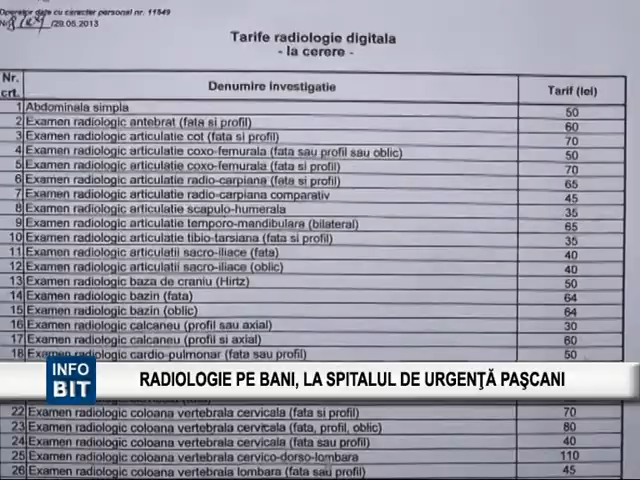 Operator date cu caracter personal nr. 11549
/29.05.2013
Tarife radiologie digitala
- la cerere -
Nr. crt. Denumire investigatie Tarif (lei)
1 Abdominala simpla 50
2 Examen radiologic antebrat (fata si profil) 60
3 Examen radiologic articulatie cot (fata si profil) 70
4 Examen radiologic articulatie coxo-femurala (fata sau profil sau oblic) 50
5 Examen radiologic articulatie coxo-femurala (fata si profil) 70
6 Examen radiologic articulatie radio-carpiana (fata si profil) 65
7 Examen radiologic articulatie radio-carpiana comparativ 45
8 Examen radiologic articulatie scapulo-humerala 35
9 Examen radiologic articulatie temporo-mandibulara (bilateral) 65
10 Examen radiologic articulatie tibio-tarsiana (fata si profil) 35
11 Examen radiologic articulatii sacro-iliace (fata) 40
12 Examen radiologic articulatii sacro-iliace (oblic) 40
13 Examen radiologic baza de craniu (Hirtz) 50
14 Examen radiologic bazin (fata) 64
15 Examen radiologic bazin (oblic) 64
16 Examen radiologic calcaneu (profil sau axial) 30
17 Examen radiologic calcaneu (profil si axial) 60
18 Examen radiologic cardio-pulmonar (fata sau profil) 50
INFO
BIT
RADIOLOGIE PE BANI, LA SPITALUL DE URGENŢĂ PAŞCANI
22 Examen radiologic coloana vertebrala cervicala (fata si profil) 70
23 Examen radiologic coloana vertebrala cervicala (fata, profil, oblic) 80
24 Examen radiologic coloana vertebrala cervicala (fata sau profil) 40
25 Examen radiologic coloana vertebrala cervico-dorso-lombara 110
26 Examen radiologic coloana vertebrala lombara (fata sau profil) 45